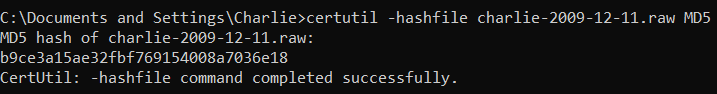 C:\Documents and Settings\Charlie>certutil -hashfile charlie-2009-12-11.raw MD5
MD5 hash of charlie-2009-12-11.raw:
b9ce3a15ae32fbf769154008a7036e18
CertUtil: -hashfile command completed successfully.